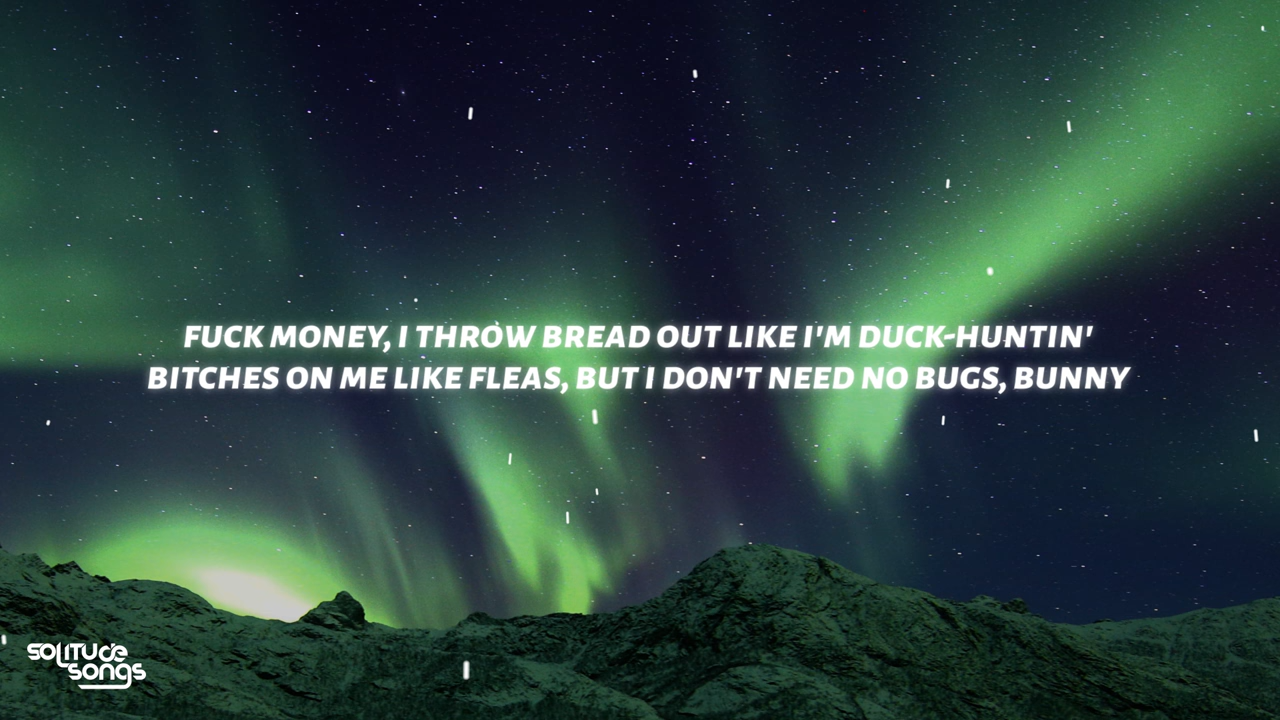 FUCK MONEY, I THROW BREAD OUT LIKE I'M DUCK-HUNTIN'
BITCHES ON ME LIKE FLEAS, BUT I DON'T NEED NO BUGS, BUNNY
SOLITUDE
SONGS